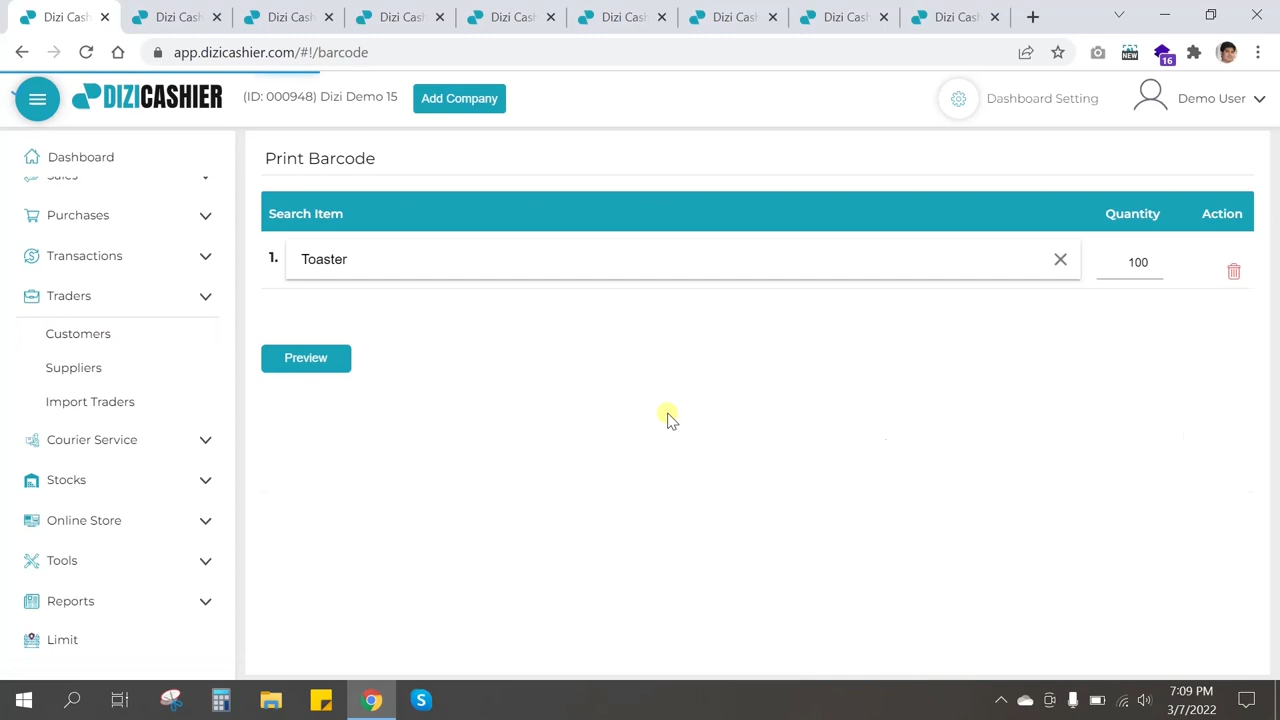 Dizi Cash
Dizi Cash
Dizi Cash
Dizi Cash
Dizi Cash
Dizi Cash
Dizi Cash
Dizi Cash
Dizi Cash
app.dizicashier.com/#!/barcode
NEW
16
DIZICASHIER
(ID: 000948) Dizi Demo 15
Add Company
Dashboard Setting
Demo User
Dashboard
Sales
Purchases
Transactions
Traders
Customers
Suppliers
Import Traders
Courier Service
Stocks
Online Store
Tools
Reports
Limit
Print Barcode
Search Item
Quantity
Action
1.
Toaster
100
Preview
7:09 PM
3/7/2022